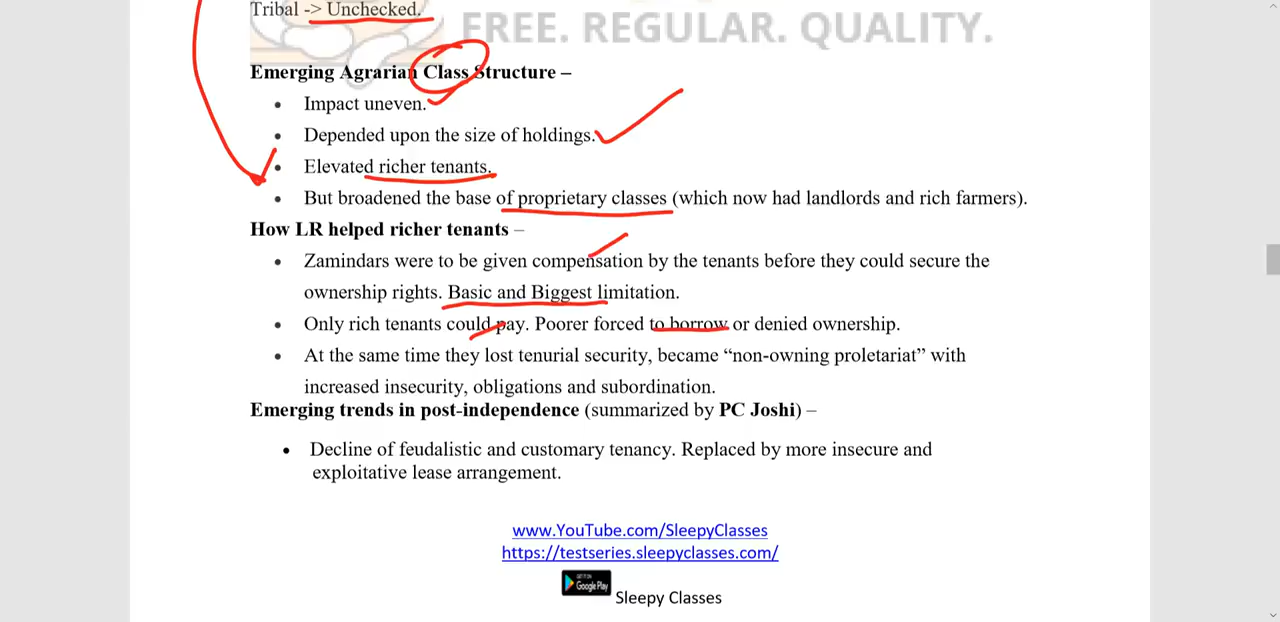 Tribal -> Unchecked.
FREE. REGULAR. QUALITY.
Emerging Agrarian Class Structure –
• Impact uneven.
• Depended upon the size of holdings.
• Elevated richer tenants.
• But broadened the base of proprietary classes (which now had landlords and rich farmers).
How LR helped richer tenants –
• Zamindars were to be given compensation by the tenants before they could secure the
ownership rights. Basic and Biggest limitation.
• Only rich tenants could pay. Poorer forced to borrow or denied ownership.
• At the same time they lost tenurial security, became “non-owning proletariat” with
increased insecurity, obligations and subordination.
Emerging trends in post-independence (summarized by PC Joshi) –
• Decline of feudalistic and customary tenancy. Replaced by more insecure and
exploitative lease arrangement.
www.YouTube.com/SleepyClasses
https://testseries.sleepyclasses.com/
GET IT ON
Google Play
Sleepy Classes